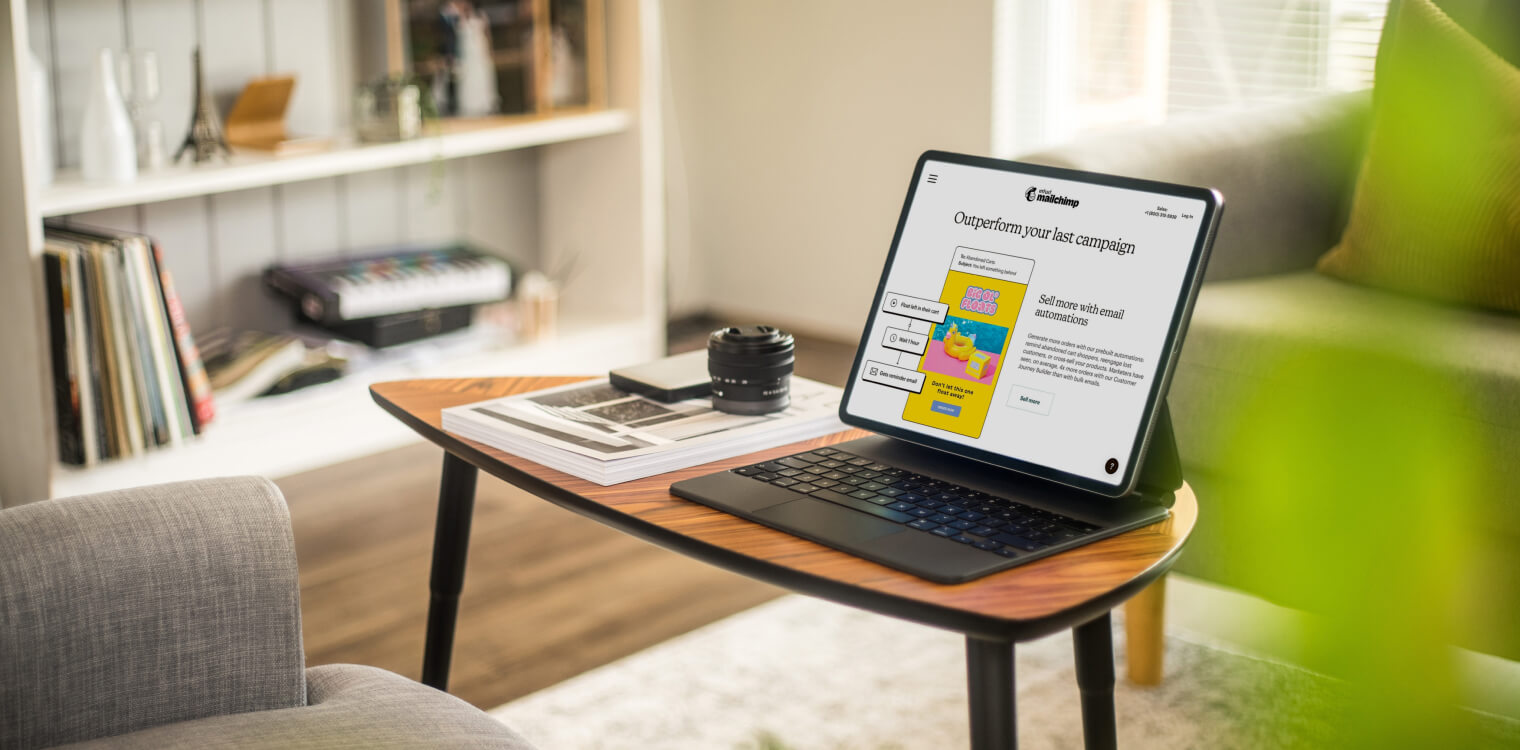 intuit
mailchimp
Sales:
+1 (800) 315-5939
Log In
Outperform your last campaign
To: Abandoned Carts
Subject: You left something behind
BIG OL'
FLOATS
Float left in their cart
Wait 1 hour
Gets reminder email
Don't let this one
float away!
Sell more with email
automations
Generate more orders with our prebuilt automations:
remind abandoned cart shoppers, reengage lost
customers, or cross-sell your products. Marketers have
seen, on average, 4x more orders with our Customer
Journey Builder than with bulk emails.
Sell more
?